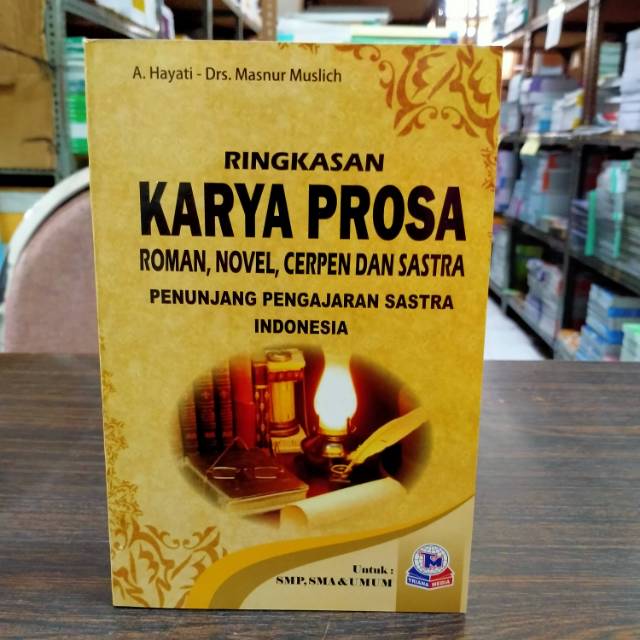 A. Hayati - Drs. Masnur Muslich
RINGKASAN
KARYA PROSA
ROMAN, NOVEL, CERPEN DAN SASTRA
PENUNJANG PENGAJARAN SASTRA
INDONESIA
Untuk :
SMP, SMA & UMUM
TM
TRIANA MEDIA